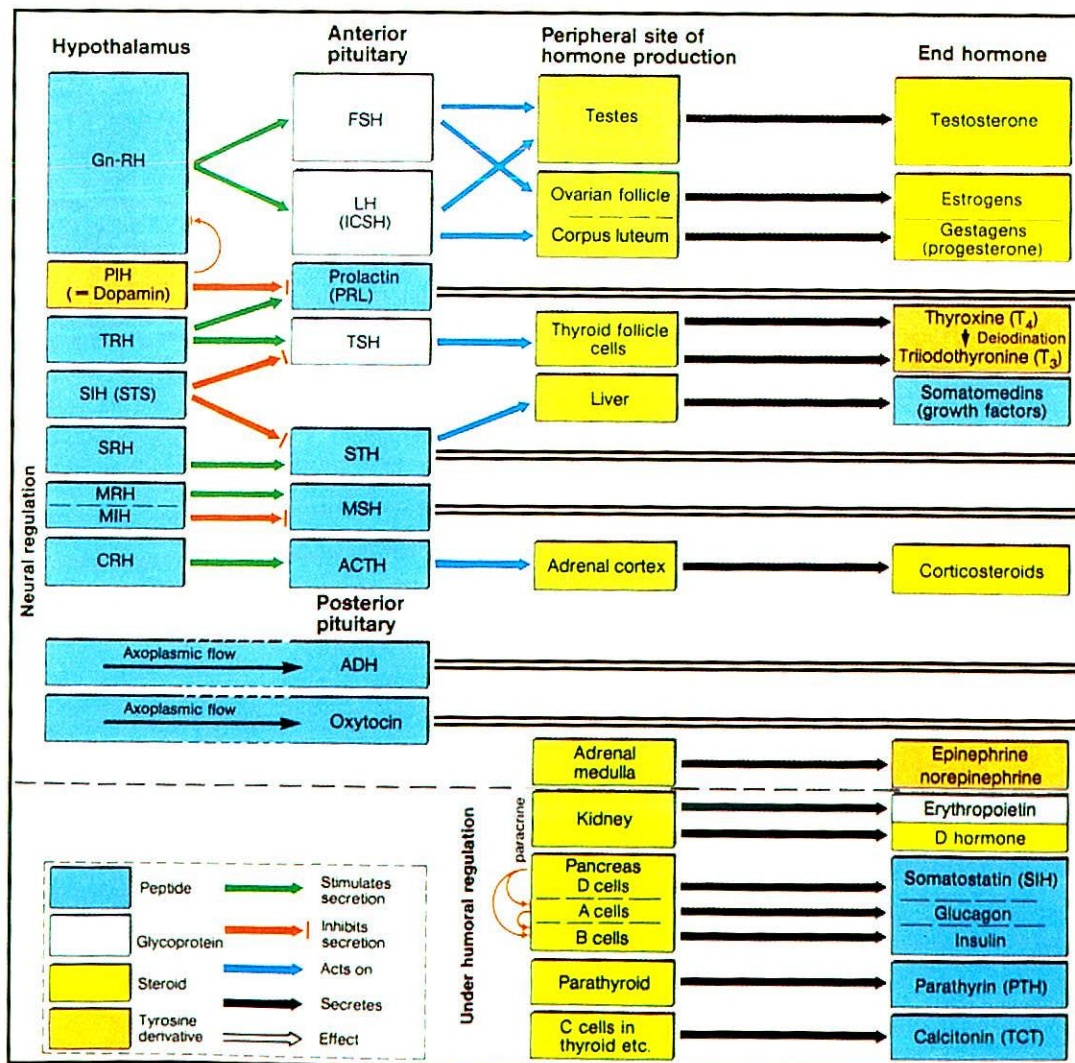 Hypothalamus
Anterior
pituitary
Peripheral site of
hormone production
End hormone
Gn-RH
FSH
Testes
Testosterone
LH
(ICSH)
Ovarian follicle
Corpus luteum
Estrogens
Gestagens
(progesterone)
PIH
(= Dopamin)
Prolactin
(PRL)
TRH
TSH
Thyroid follicle
cells
Thyroxine (T₄)
Deiodination
Triiodothyronine (T₃)
SIH (STS)
Liver
Somatomedins
(growth factors)
SRH
STH
MRH
MIH
MSH
CRH
ACTH
Adrenal cortex
Corticosteroids
Neural regulation
Posterior
pituitary
Axoplasmic flow
ADH
Axoplasmic flow
Oxytocin
Adrenal
medulla
Epinephrine
norepinephrine
Under humoral regulation
paracrine
Kidney
Erythropoietin
D hormone
Pancreas
D cells
A cells
B cells
Somatostatin (SIH)
Glucagon
Insulin
Parathyroid
Parathyrin (PTH)
C cells in
thyroid etc.
Calcitonin (TCT)
Peptide
Stimulates
secretion
Glycoprotein
Inhibits
secretion
Steroid
Acts on
Secretes
Tyrosine
derivative
Effect